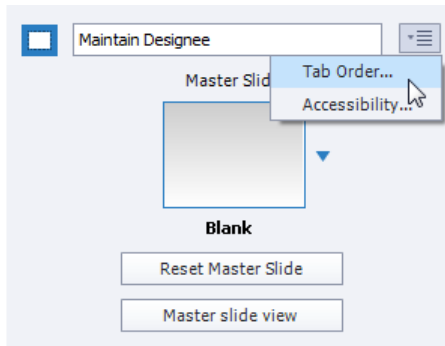 Maintain Designee
Tab Order...
Master Slid
Accessibility...
Blank
Reset Master Slide
Master slide view